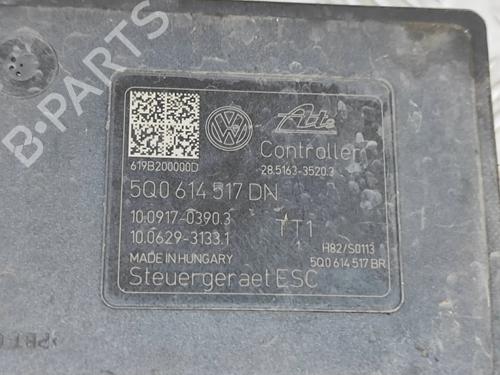 B-PARTS
Ate
Controller
619B200000D
28.5163-3520.3
5Q0 614 517 DN
10.0917-0390.3
TT1
10.0629-3133.1
H82/S0113
MADE IN HUNGARY
5Q0 614 517 BR
Steuergeraet ESC